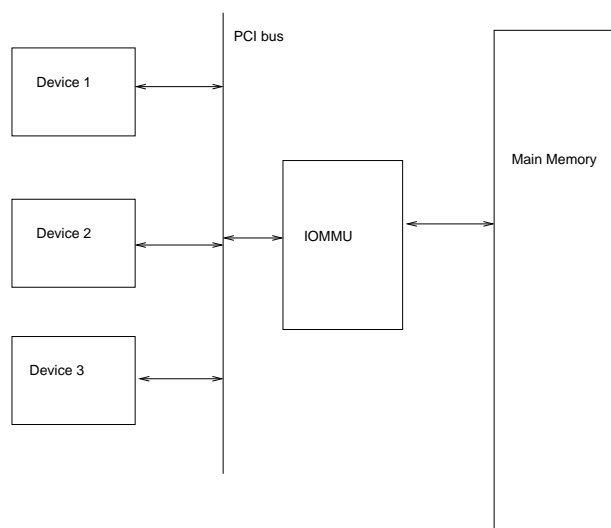 PCI bus
Device 1
Main Memory
Device 2
IOMMU
Device 3